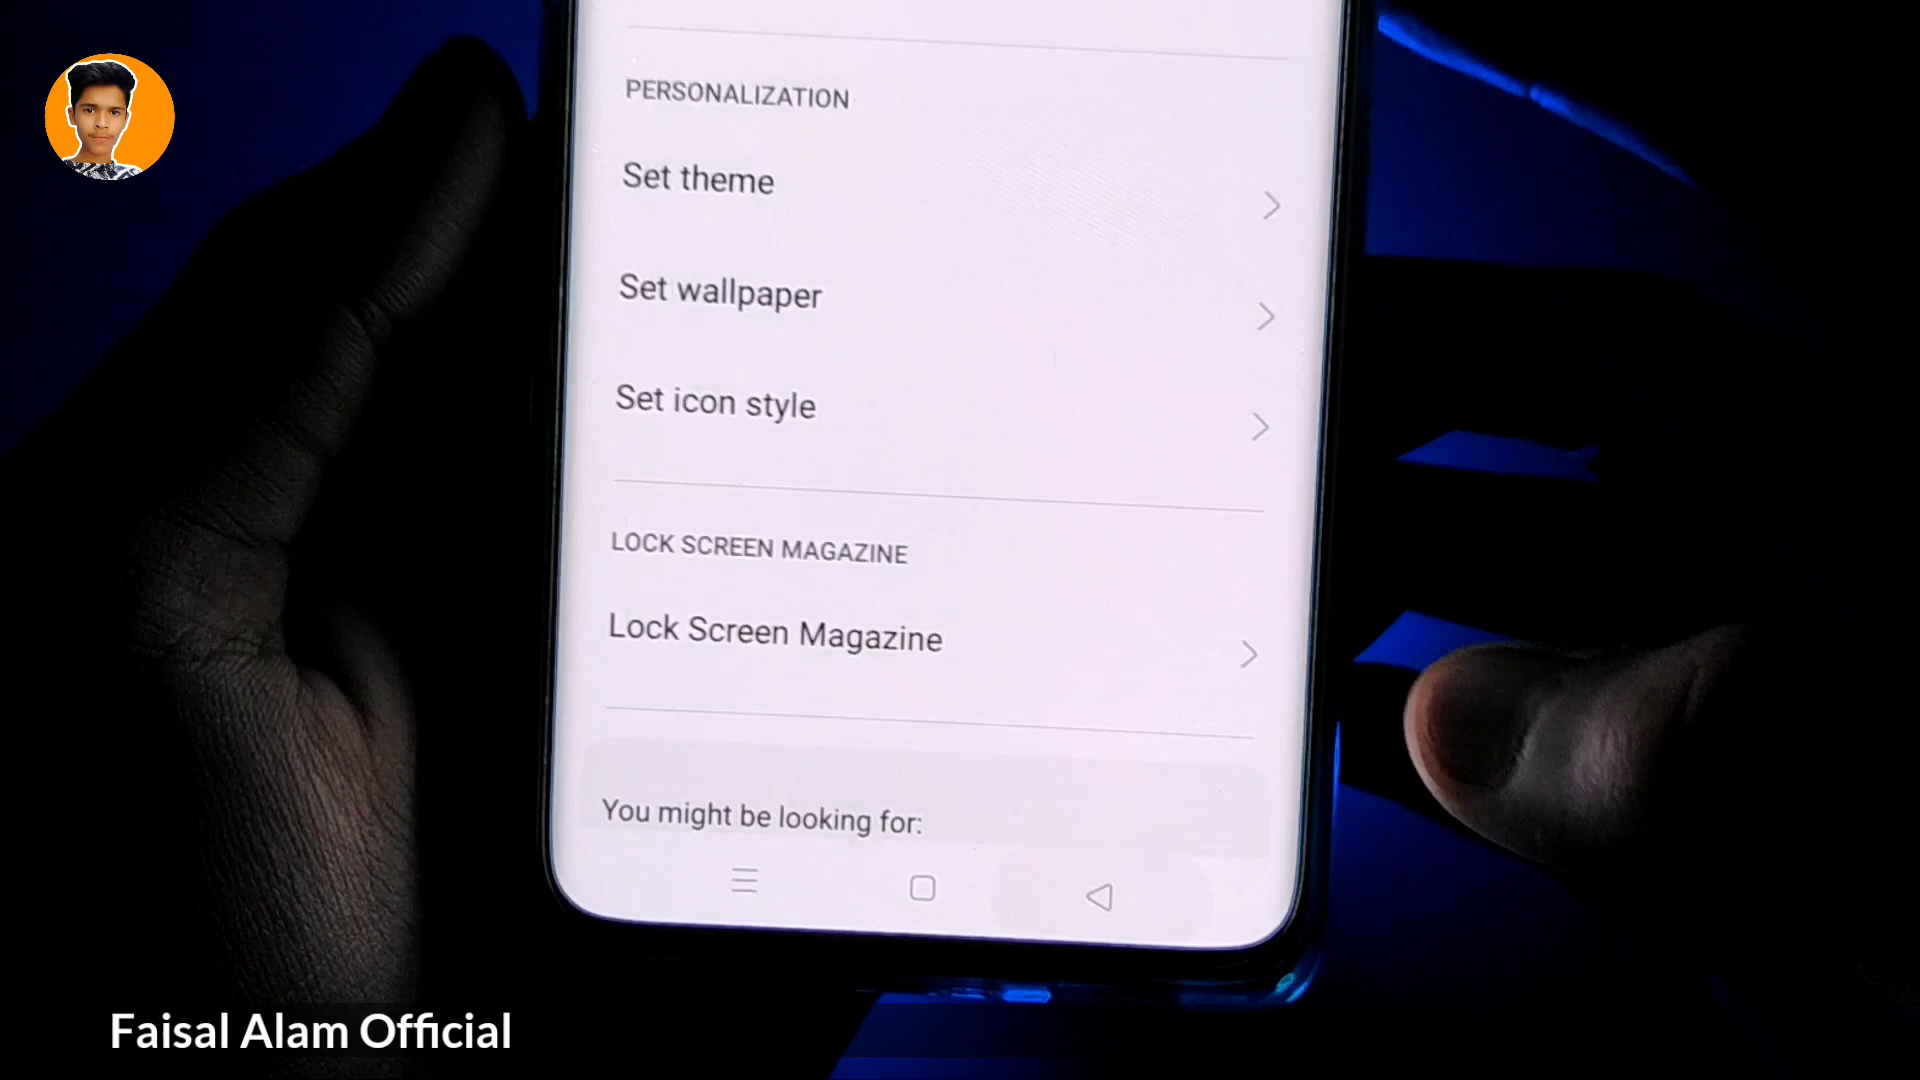 PERSONALIZATION
Set theme
Set wallpaper
Set icon style
LOCK SCREEN MAGAZINE
Lock Screen Magazine
You might be looking for:
Faisal Alam Official